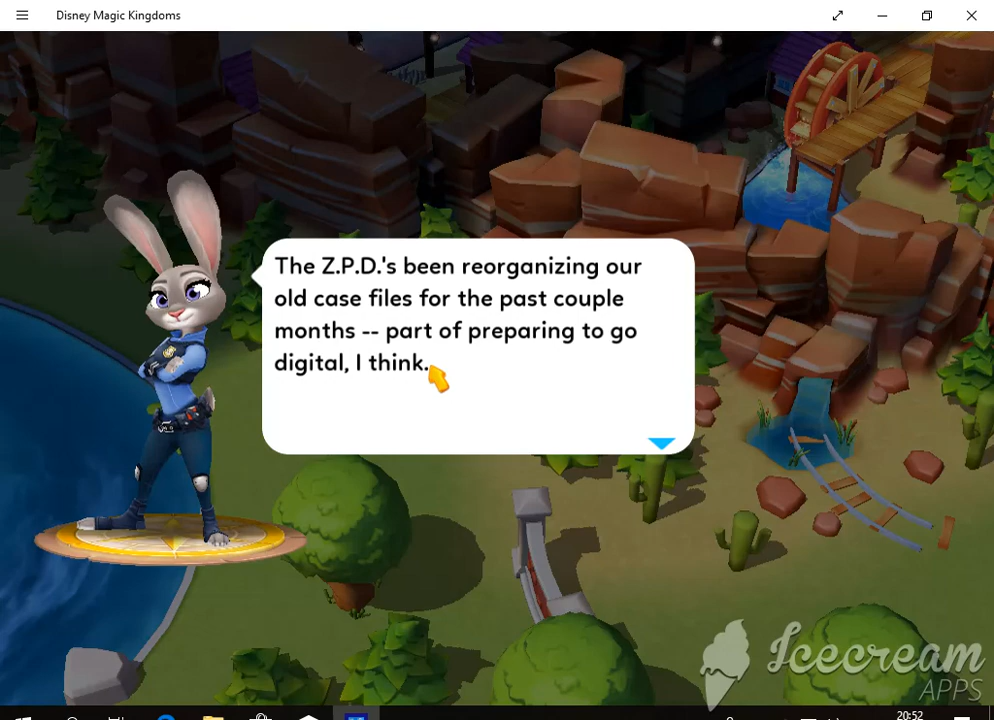 Disney Magic Kingdoms
The Z.P.D.'s been reorganizing our
old case files for the past couple
months -- part of preparing to go
digital, I think.
Icecream
APPS
20:52